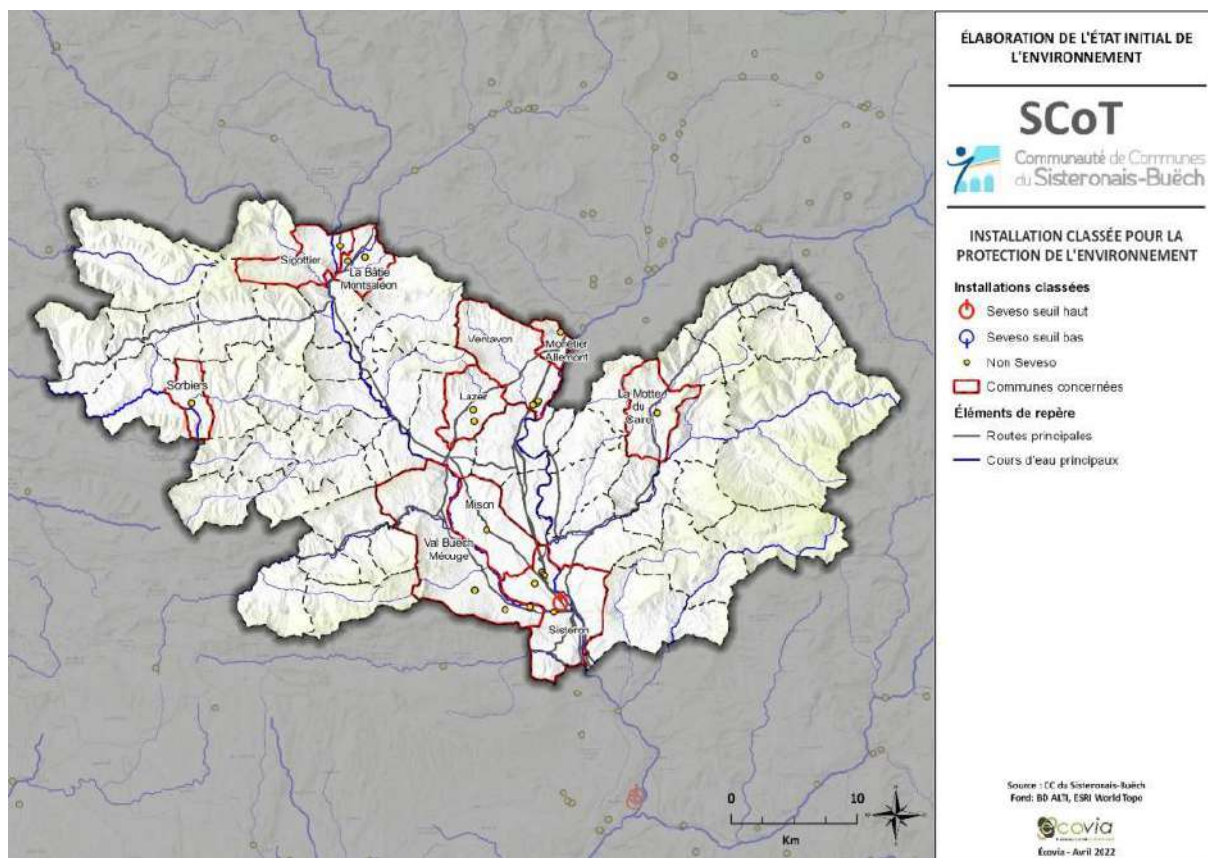 ÉLABORATION DE L'ÉTAT INITIAL DE
L'ENVIRONNEMENT
SCoT
Communauté de Communes
du Sisteronais-Buëch
INSTALLATION CLASSÉE POUR LA
PROTECTION DE L'ENVIRONNEMENT
Installations classées
Seveso seuil haut
Seveso seuil bas
Non Seveso
Communes concernées
Éléments de repère
Routes principales
Cours d'eau principaux
Sigottier
La Bâtie
Montsaléon
Ventavon
Monêtier
Allemont
Sorbiers
Lazer
La Motte
du
Caire
Mison
Val Buëch
Méouge
Sisteron
0
10
Km
Source : CC du Sisteronais-Buëch
Fond: BD ALTI, ESRI World Topo
écovia
Écovia - Avril 2022